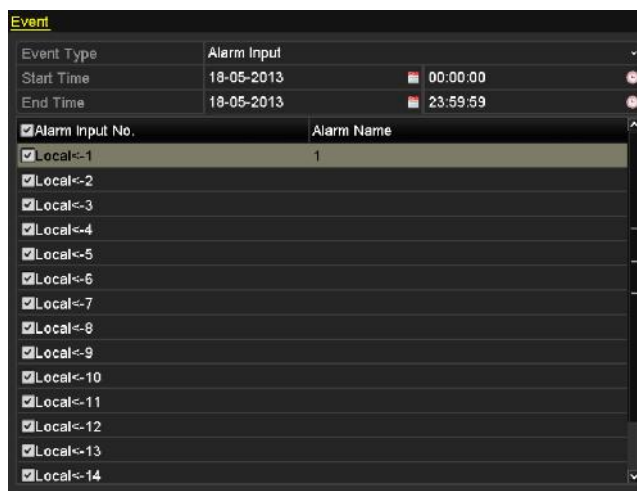 Event
Event Type Alarm Input
Start Time 18-05-2013 00:00:00
End Time 18-05-2013 23:59:59
Alarm Input No. Alarm Name
Local<-1 1
Local<-2
Local<-3
Local<-4
Local<-5
Local<-6
Local<-7
Local<-8
Local<-9
Local<-10
Local<-11
Local<-12
Local<-13
Local<-14